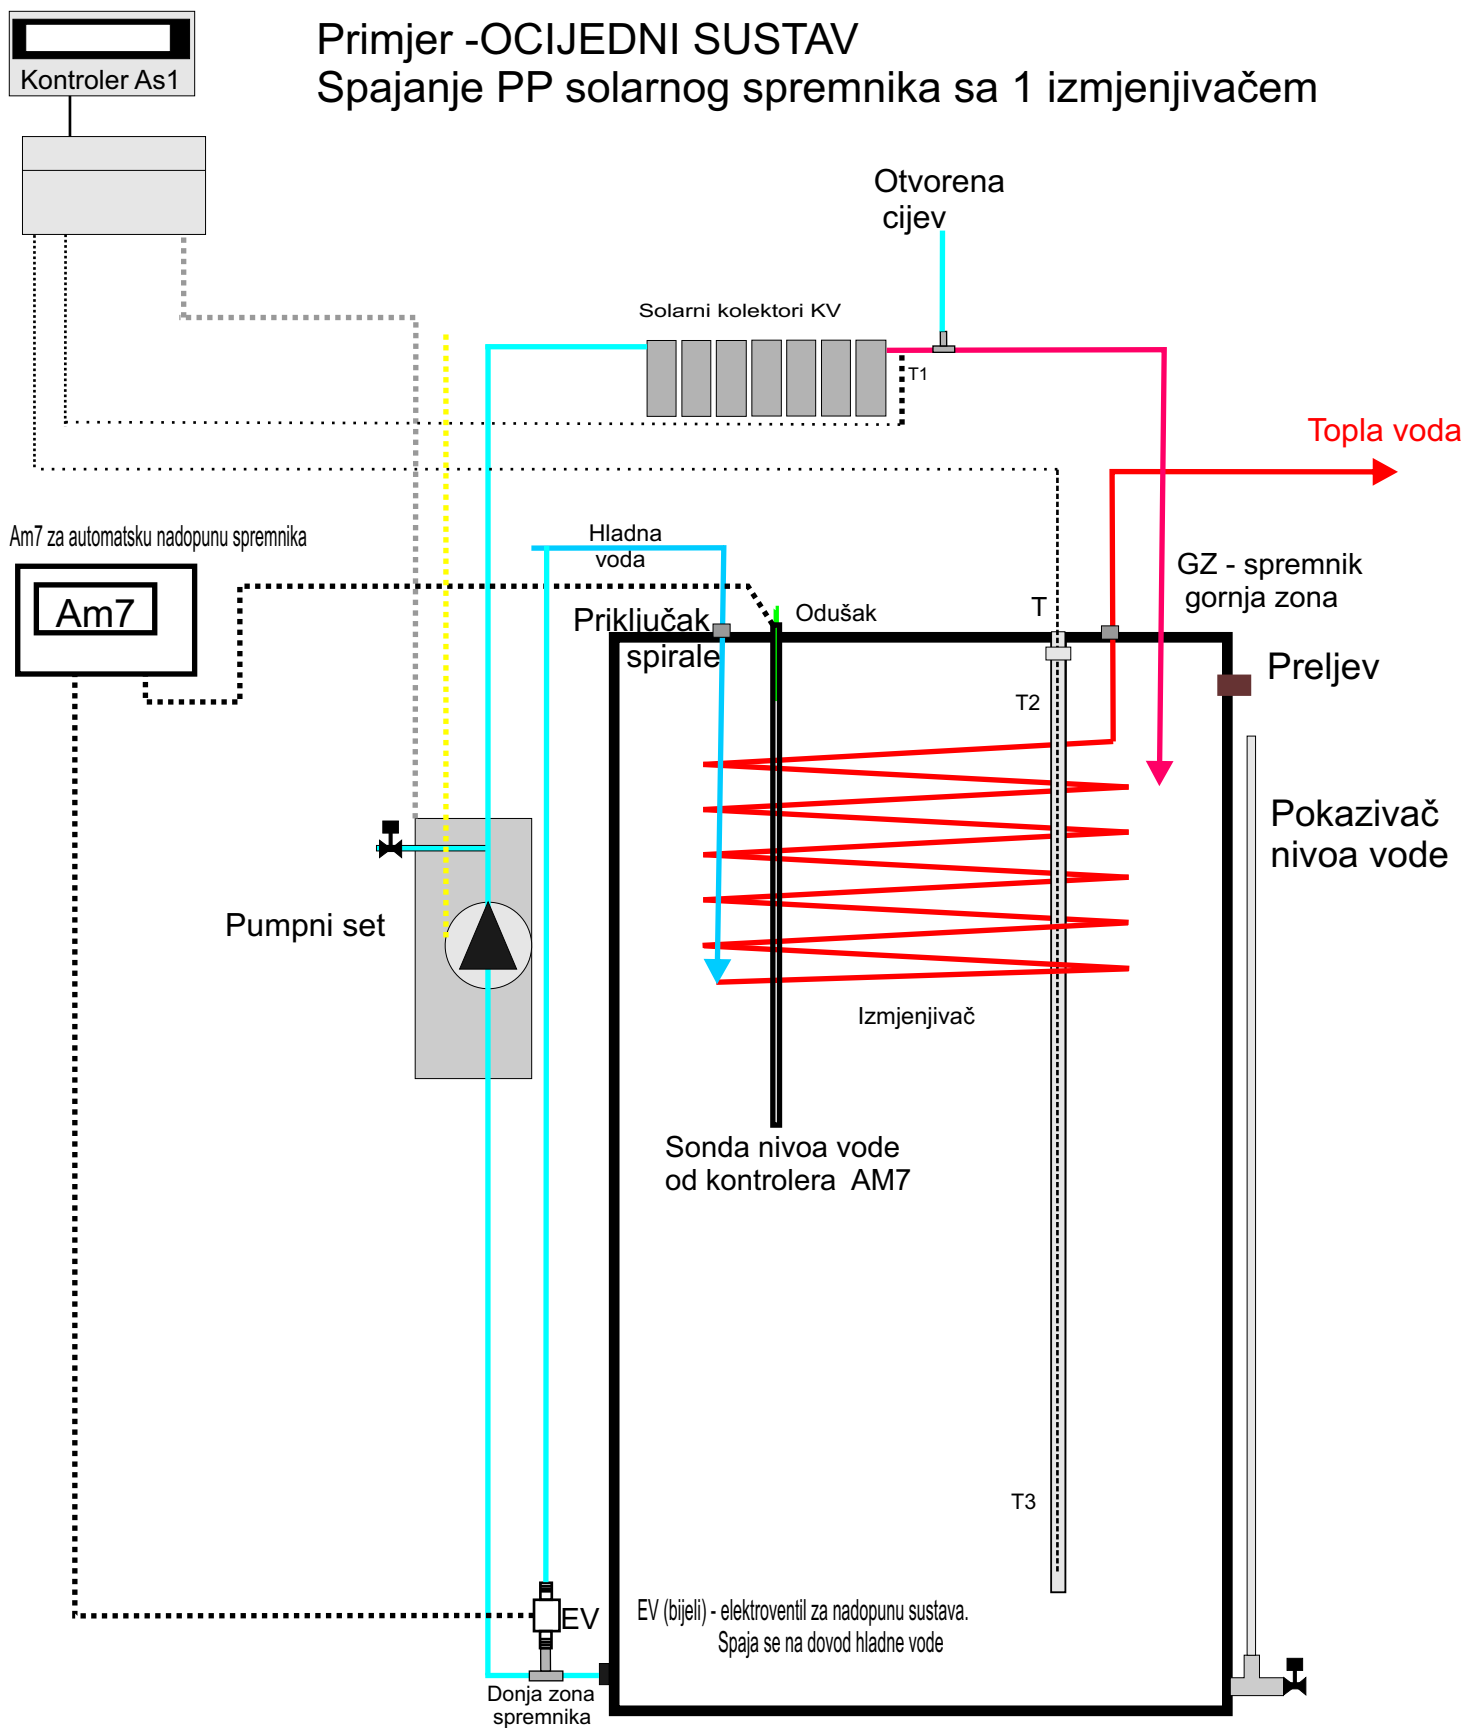 Primjer -OCIJEDNI SUSTAV
Spajanje PP solarnog spremnika sa 1 izmjenjivačem
Kontroler As1
Otvorena
cijev
Solarni kolektori KV
T1
Topla voda
Am7 za automatsku nadopunu spremnika
Am7
Hladna
voda
GZ - spremnik
gornja zona
T
Odušak
Priključak
spirale
Preljev
T2
Pokazivač
nivoa vode
Pumpni set
Izmjenjivač
Sonda nivoa vode
od kontrolera AM7
T3
EV
EV (bijeli) - elektroventil za nadopunu sustava.
Spaja se na dovod hladne vode
Donja zona
spremnika